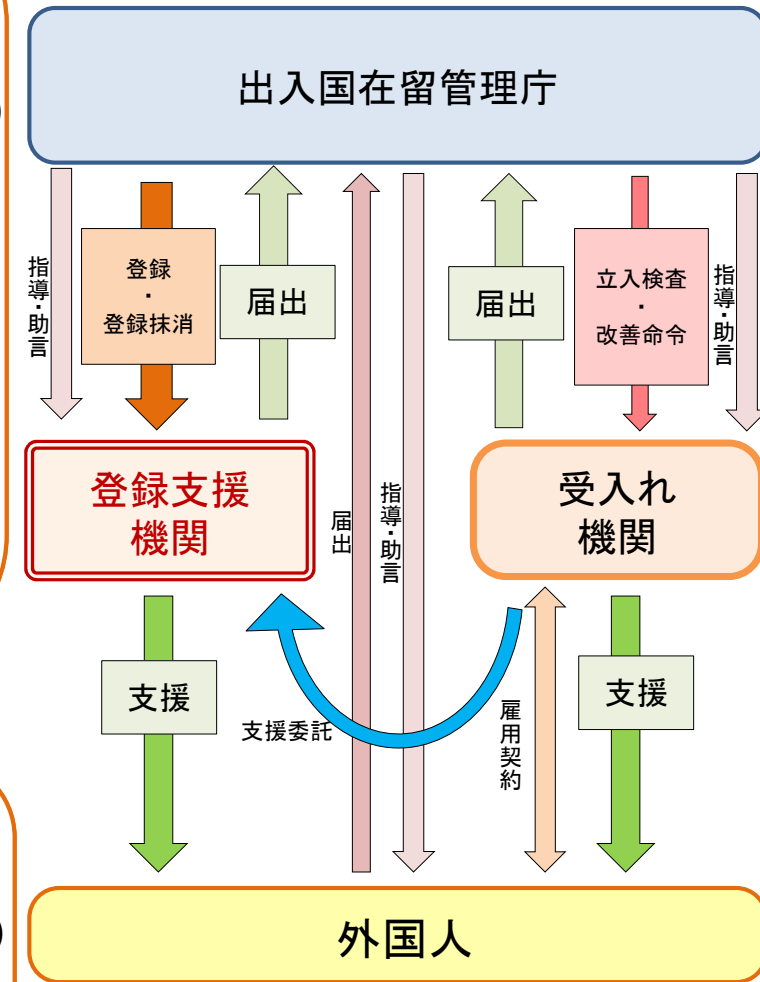 出入国在留管理庁
指導・助言
登録
・
登録抹消
届出
届出
立入検査
・
改善命令
指導・助言
登録支援
機関
届出
指導・助言
受入れ
機関
支援
支援委託
雇用契約
支援
外国人